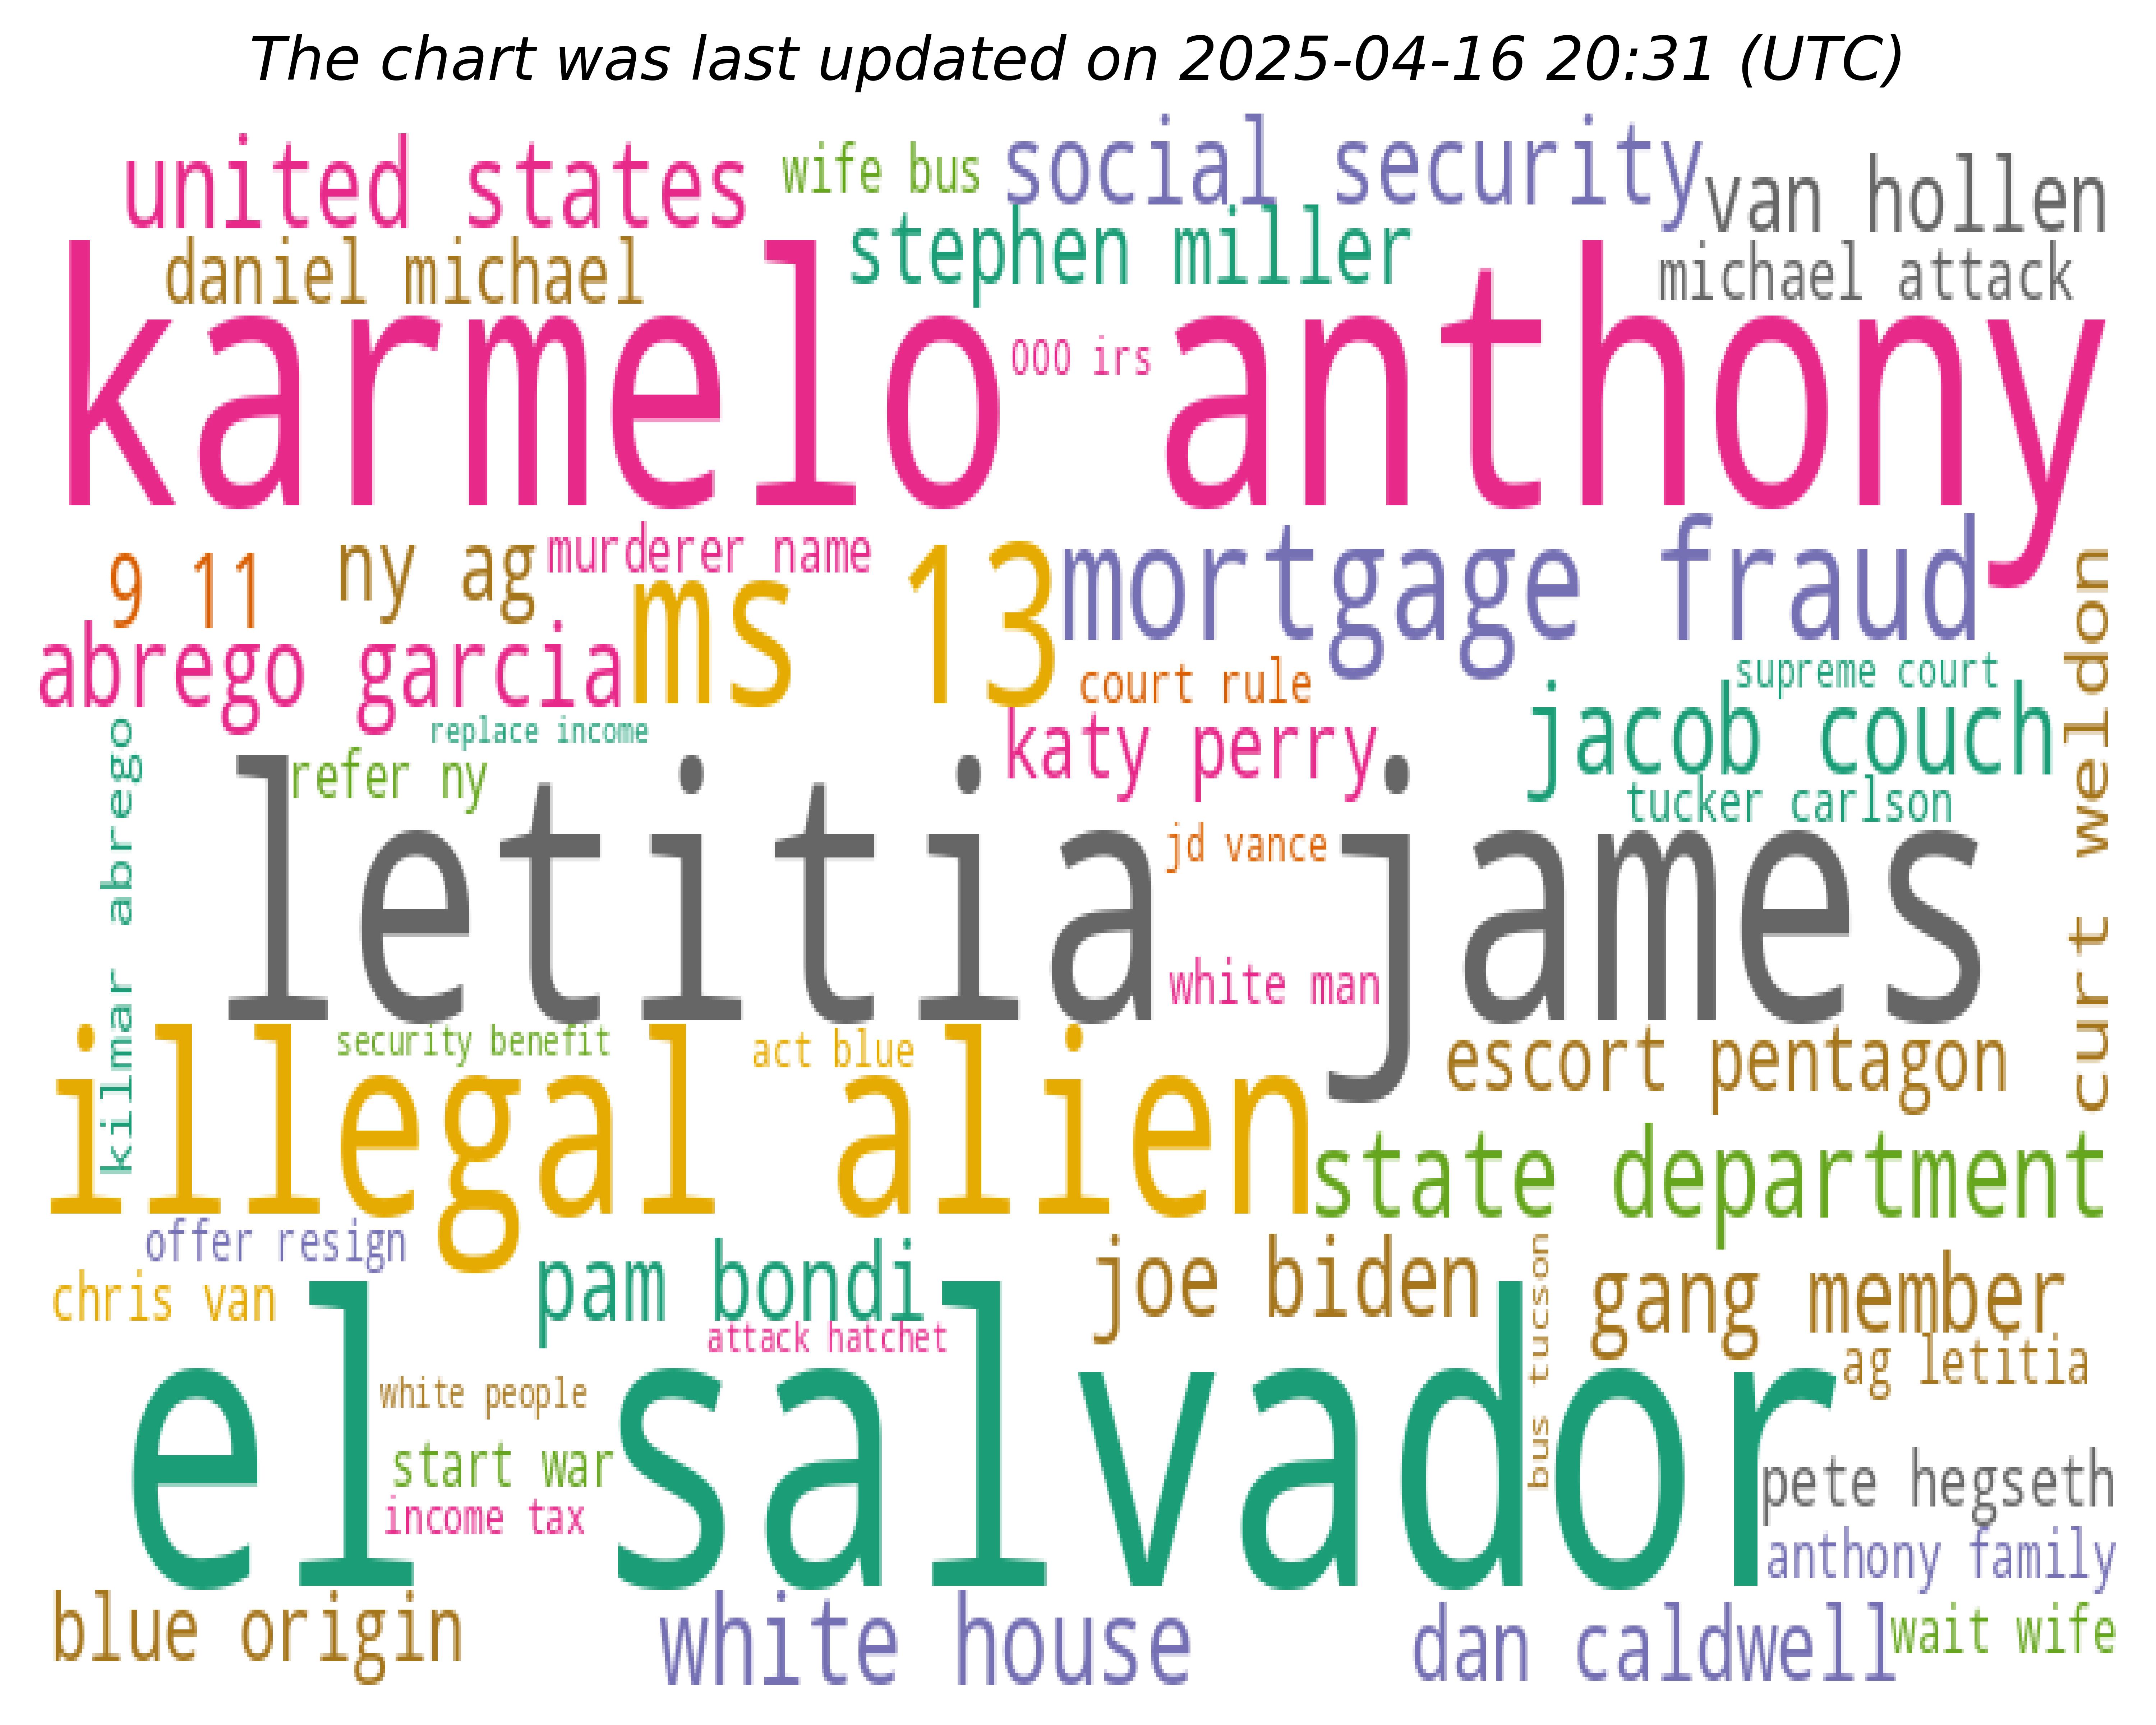 The chart was last updated on 2025-04-16 20:31 (UTC)
united states
wife bus
social security
van hollen
daniel michael
stephen miller
michael attack
karmelo anthony
000 irs
9 11
ny ag
murderer name
ms 13
mortgage fraud
curt weldon
abrego garcia
court rule
supreme court
replace income
katy perry
jacob couch
kilmar abrego
refer ny
tucker carlson
letitia james
jd vance
white man
security benefit
act blue
escort pentagon
illegal alien
state department
offer resign
chris van
pam bondi
joe biden
bus tucson
gang member
attack hatchet
ag letitia
el salvador
white people
start war
income tax
pete hegseth
anthony family
blue origin
white house
dan caldwell
wait wife